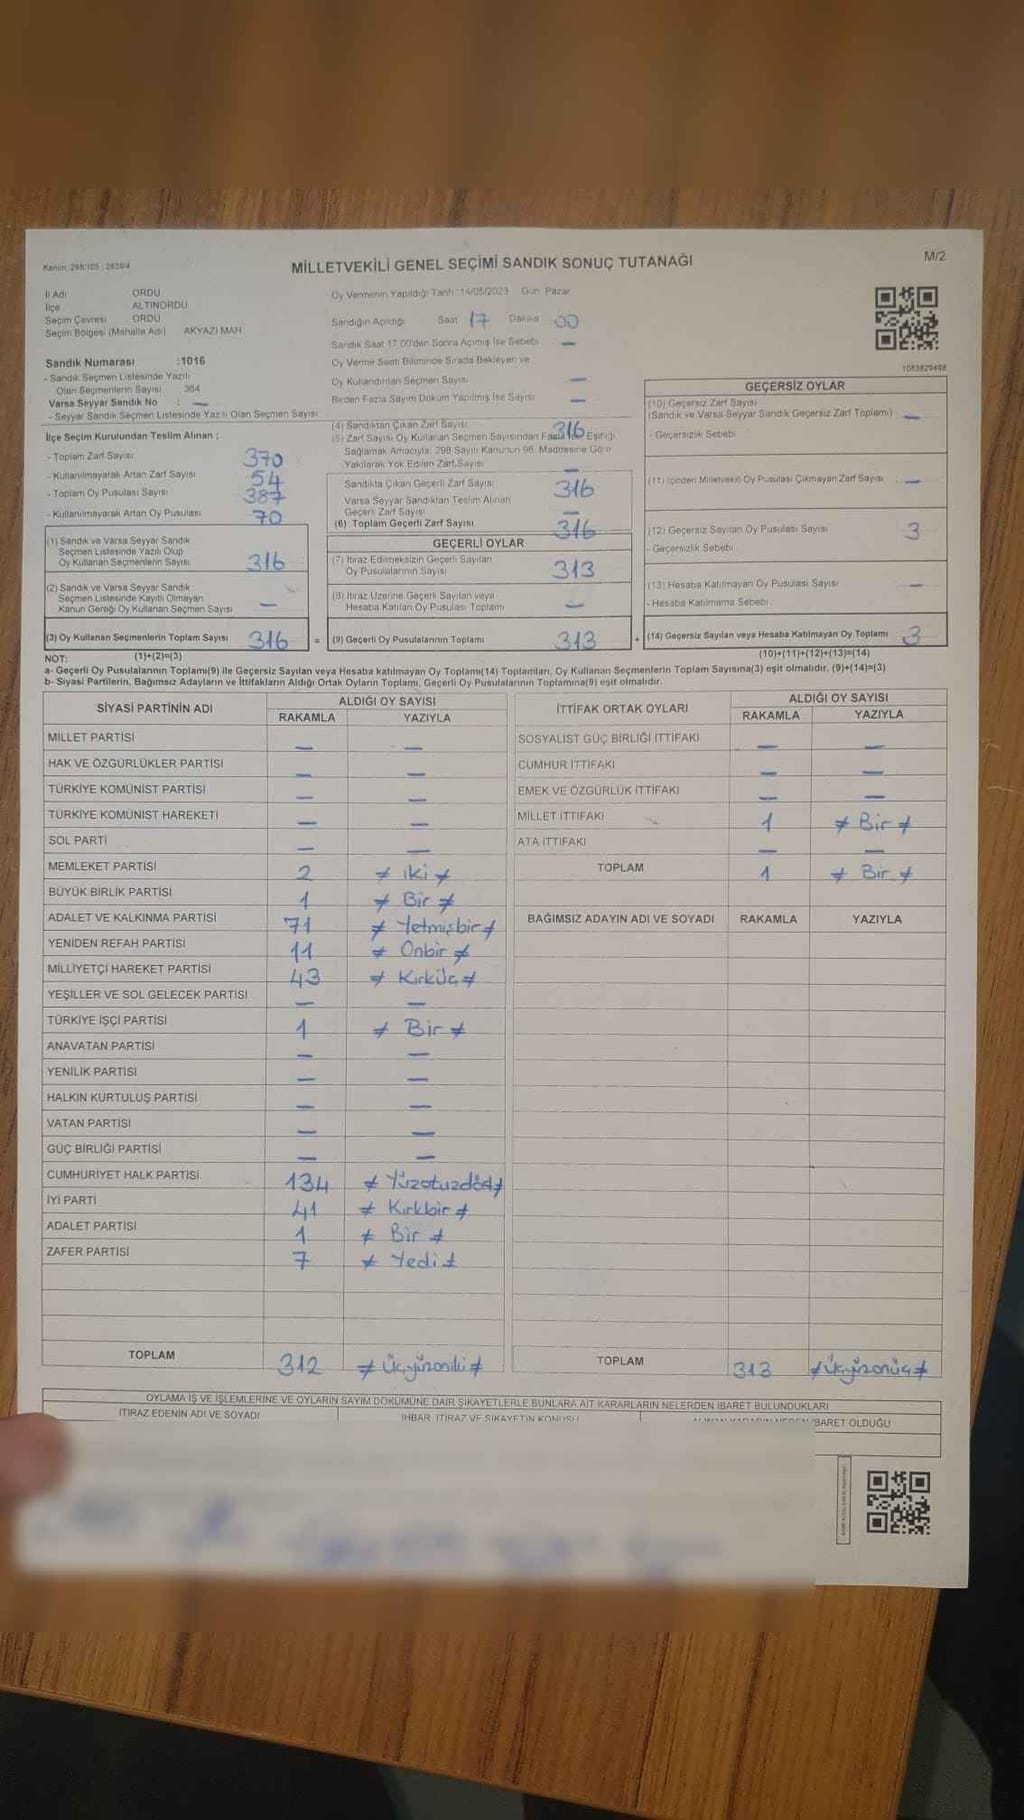 MİLLETVEKİLİ GENEL SEÇİMİ SANDIK SONUÇ TUTANAĞI
M/2
İl Adı ORDU
İlçe ALTINORDU
Seçim Çevresi ORDU
Seçim Bölgesi (Mahalle Adı) AKYAZI MAH.
Sandık Numarası :1016
- Sandık Seçmen Listesinde Yazılı
Olan Seçmenlerin Sayısı 364
Varsa Seyyar Sandık No : —
- Seyyar Sandık Seçmen Listesinde Yazılı Olan Seçmen Sayısı
Oy Vermenin Yapıldığı Tarih :14/05/2023 Gün: Pazar
Sandığın Açıldığı Saat 17 Dakika 00
Sandık Saat 17:00'den Sonra Açılmış İse Sebebi —
Oy Verme Saati Bitiminde Sırada Bekleyen ve
Oy Kullandırılan Seçmen Sayısı —
Birden Fazla Sayım Döküm Yapılmış İse Sayısı —
1053829498
İlçe Seçim Kurulundan Teslim Alınan ;
- Toplam Zarf Sayısı 370
- Kullanılmayarak Artan Zarf Sayısı 54
- Toplam Oy Pusulası Sayısı 387
- Kullanılmayarak Artan Oy Pusulası 70
(1) Sandık ve Varsa Seyyar Sandık
Seçmen Listesinde Yazılı Olup
Oy Kullanan Seçmenlerin Sayısı 316
(2) Sandık ve Varsa Seyyar Sandık
Seçmen Listesinde Kayıtlı Olmayan
Kanun Gereği Oy Kullanan Seçmen Sayısı —
(3) Oy Kullanan Seçmenlerin Toplam Sayısı 316 =
(4) Sandıktan Çıkan Zarf Sayısı 316
(5) Zarf Sayısı Oy Kullanan Seçmen Sayısından Fazla İse Eşitliği
Sağlamak Amacıyla; 298 Sayılı Kanunun 98. Maddesine Göre
Yakılarak Yok Edilen Zarf Sayısı —
Sandıkta Çıkan Geçerli Zarf Sayısı 316
Varsa Seyyar Sandıktan Teslim Alınan
Geçerli Zarf Sayısı —
(6) Toplam Geçerli Zarf Sayısı 316
GEÇERLİ OYLAR
(7) İtiraz Edilmeksizin Geçerli Sayılan
Oy Pusulalarının Sayısı 313
(8) İtiraz Üzerine Geçerli Sayılan veya
Hesaba Katılan Oy Pusulası Toplamı —
(9) Geçerli Oy Pusulalarının Toplamı 313 +
GEÇERSİZ OYLAR
(10) Geçersiz Zarf Sayısı
(Sandık ve Varsa Seyyar Sandık Geçersiz Zarf Toplamı) —
- Geçersizlik Sebebi
(11) İçinden Milletvekili Oy Pusulası Çıkmayan Zarf Sayısı —
(12) Geçersiz Sayılan Oy Pusulası Sayısı 3
- Geçersizlik Sebebi
(13) Hesaba Katılmayan Oy Pusulası Sayısı —
- Hesaba Katılmama Sebebi
(14) Geçersiz Sayılan veya Hesaba Katılmayan Oy Toplamı 3
NOT: (1)+(2)=(3) (10)+(11)+(12)+(13)=(14)
a- Geçerli Oy Pusulalarının Toplamı(9) ile Geçersiz Sayılan veya Hesaba katılmayan Oy Toplamı(14) Toplamları, Oy Kullanan Seçmenlerin Toplam Sayısına(3) eşit olmalıdır. (9)+(14)=(3)
b- Siyasi Partilerin, Bağımsız Adayların ve İttifakların Aldığı Ortak Oyların Toplamı, Geçerli Oy Pusulalarının Toplamına(9) eşit olmalıdır.
SİYASİ PARTİNİN ADI ALDIĞI OY SAYISI
RAKAMLA YAZIYLA
MİLLET PARTİSİ — —
HAK VE ÖZGÜRLÜKLER PARTİSİ — —
TÜRKİYE KOMÜNİST PARTİSİ — —
TÜRKİYE KOMÜNİST HAREKETİ — —
SOL PARTİ — —
MEMLEKET PARTİSİ 2 ≠ iki ≠
BÜYÜK BİRLİK PARTİSİ 1 ≠ Bir ≠
ADALET VE KALKINMA PARTİSİ 71 ≠ Yetmişbir ≠
YENİDEN REFAH PARTİSİ 11 ≠ Onbir ≠
MİLLİYETÇİ HAREKET PARTİSİ 43 ≠ Kırküç ≠
YEŞİLLER VE SOL GELECEK PARTİSİ — —
TÜRKİYE İŞÇİ PARTİSİ 1 ≠ Bir ≠
ANAVATAN PARTİSİ — —
YENİLİK PARTİSİ — —
HALKIN KURTULUŞ PARTİSİ — —
VATAN PARTİSİ — —
GÜÇ BİRLİĞİ PARTİSİ — —
CUMHURİYET HALK PARTİSİ 134 ≠ Yüzotuzdört ≠
İYİ PARTİ 41 ≠ Kırkbir ≠
ADALET PARTİSİ 1 ≠ Bir ≠
ZAFER PARTİSİ 7 ≠ Yedi ≠
TOPLAM 312 ≠ Üçyüzoniki ≠
İTTİFAK ORTAK OYLARI ALDIĞI OY SAYISI
RAKAMLA YAZIYLA
SOSYALİST GÜÇ BİRLİĞİ İTTİFAKI — —
CUMHUR İTTİFAKI — —
EMEK VE ÖZGÜRLÜK İTTİFAKI — —
MİLLET İTTİFAKI 1 ≠ Bir ≠
ATA İTTİFAKI — —
TOPLAM 1 ≠ Bir ≠
BAĞIMSIZ ADAYIN ADI VE SOYADI RAKAMLA YAZIYLA
TOPLAM 313 ≠ Üçyüzonüç ≠
OYLAMA İŞ VE İŞLEMLERİNE VE OYLARIN SAYIM DÖKÜMÜNE DAİR ŞİKAYETLERLE BUNLARA AİT KARARLARIN NELERDEN İBARET BULUNDUKLARI
İTİRAZ EDENİN ADI VE SOYADI İHBAR, İTİRAZ VE ŞİKAYETİN KONUSU İBARET OLDUĞU